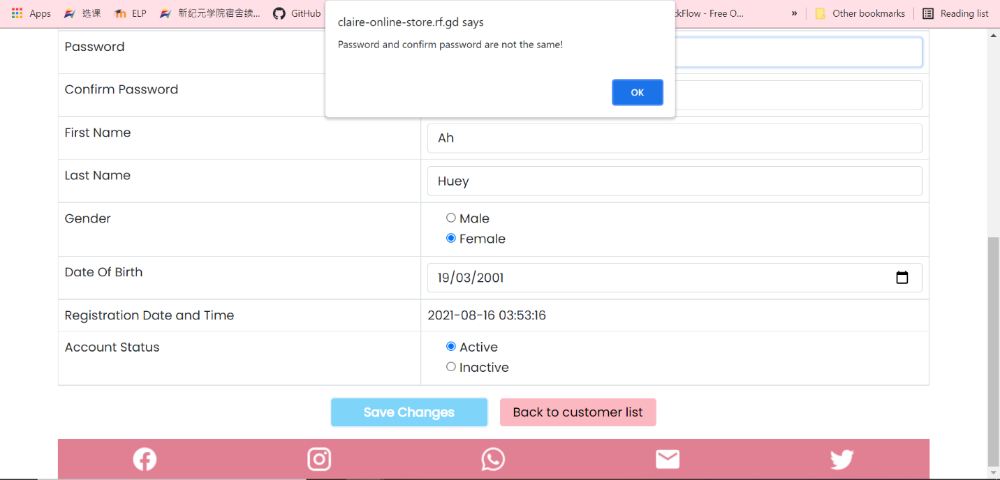 Apps 选课 ELP 新纪元学院宿舍续... GitHub ckFlow - Free O... » Other bookmarks Reading list
claire-online-store.rf.gd says
Password and confirm password are not the same!
OK
Password
Confirm Password
First Name Ah
Last Name Huey
Gender Male
Female
Date Of Birth 19/03/2001
Registration Date and Time 2021-08-16 03:53:16
Account Status Active
Inactive
Save Changes Back to customer list